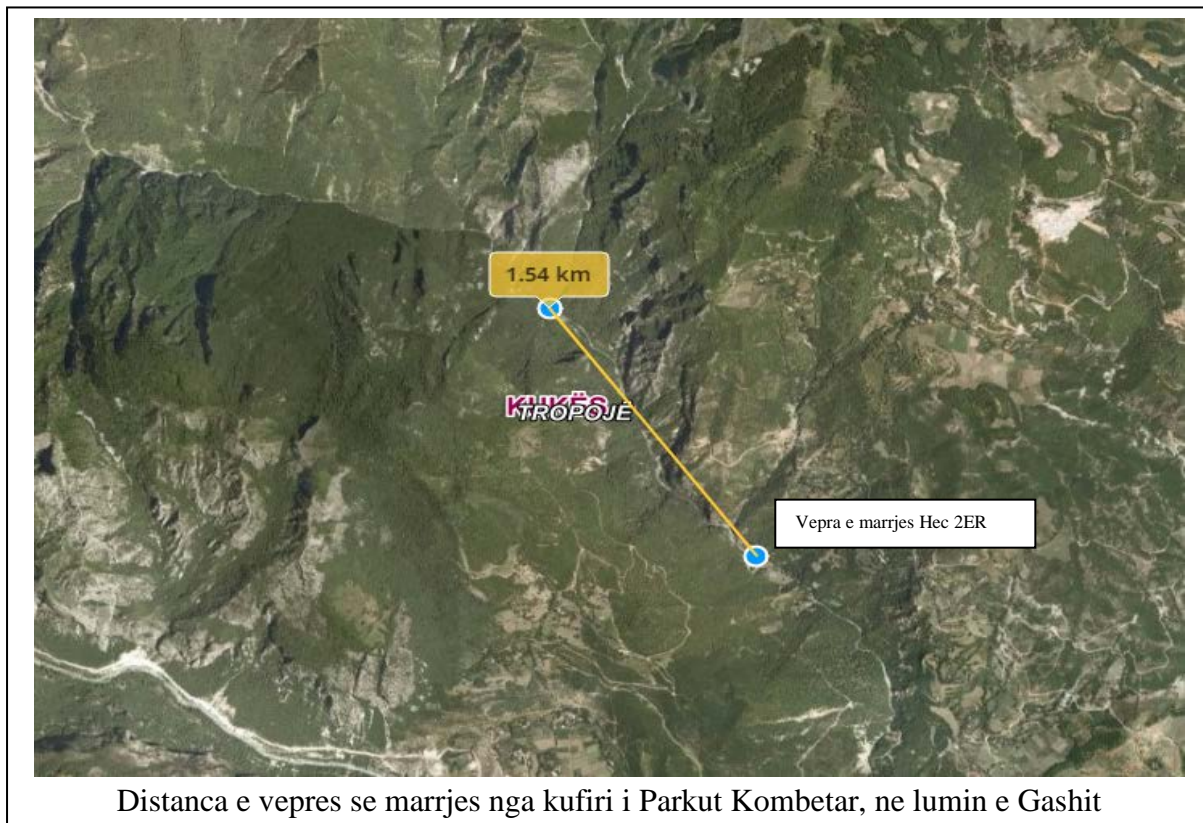 1.54 km
KUKËS
TROPOJË
Vepra e marrjes Hec 2ER
Distanca e vepres se marrjes nga kufiri i Parkut Kombetar, ne lumin e Gashit